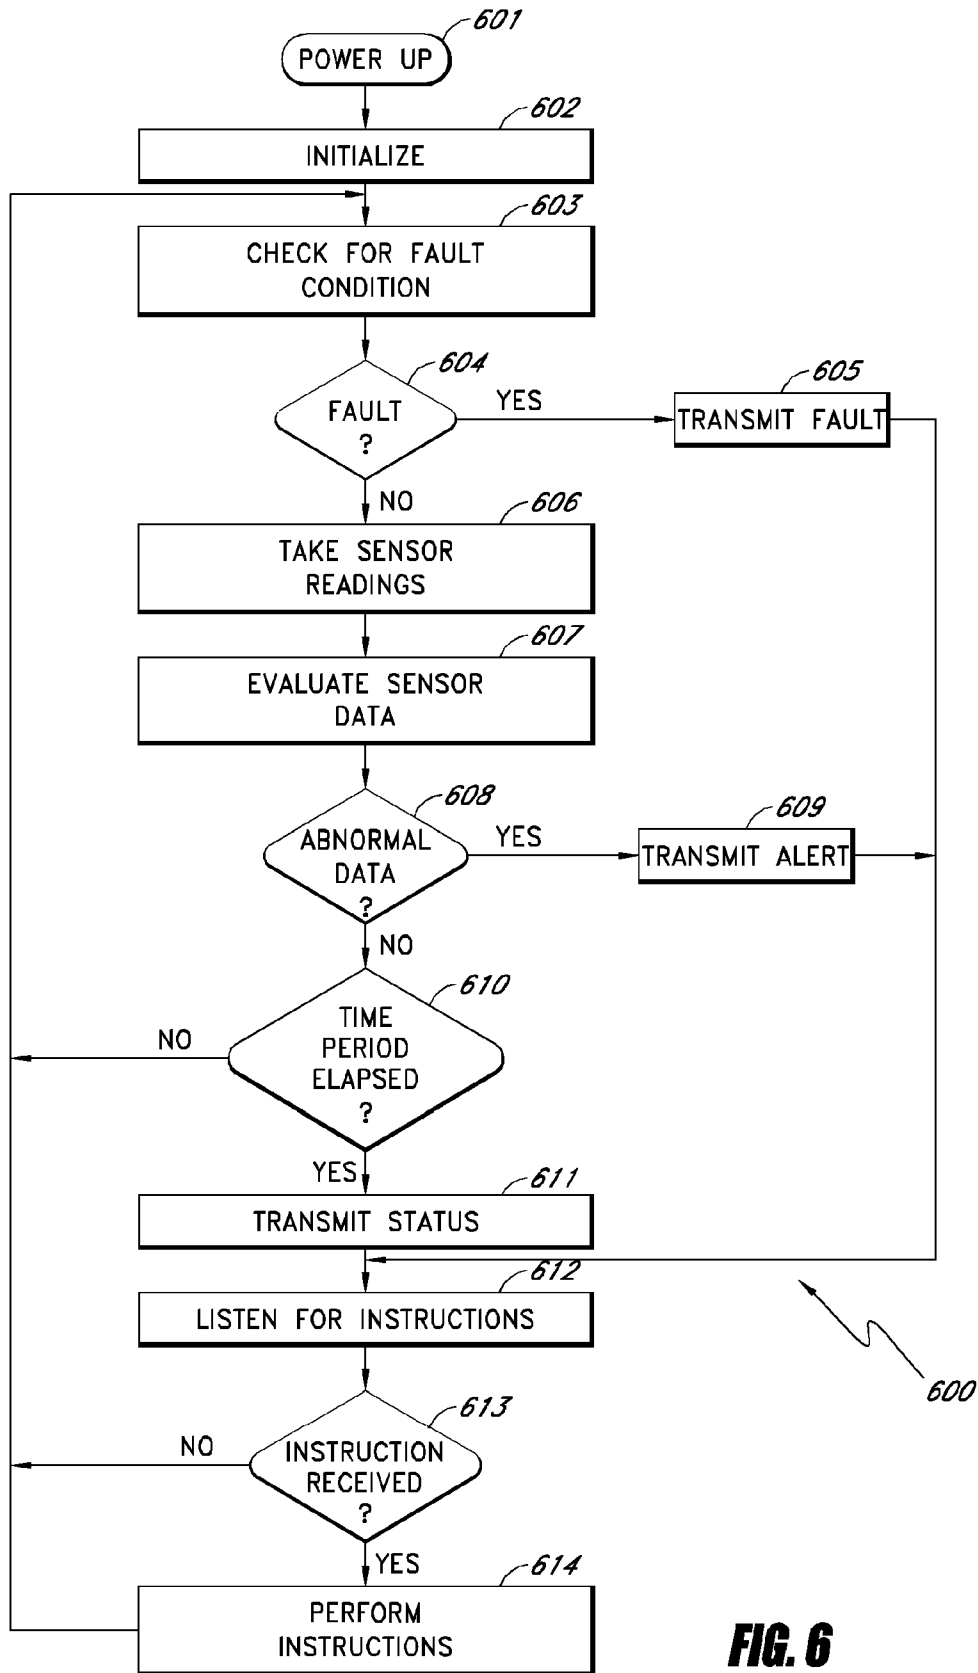 601
POWER UP
602
INITIALIZE
603
CHECK FOR FAULT
CONDITION
604
FAULT
?
YES
605
TRANSMIT FAULT
NO
606
TAKE SENSOR
READINGS
607
EVALUATE SENSOR
DATA
608
ABNORMAL
DATA
?
YES
609
TRANSMIT ALERT
NO
610
TIME
PERIOD
ELAPSED
?
NO
YES
611
TRANSMIT STATUS
612
LISTEN FOR INSTRUCTIONS
600
613
INSTRUCTION
RECEIVED
?
NO
YES
614
PERFORM
INSTRUCTIONS
FIG. 6